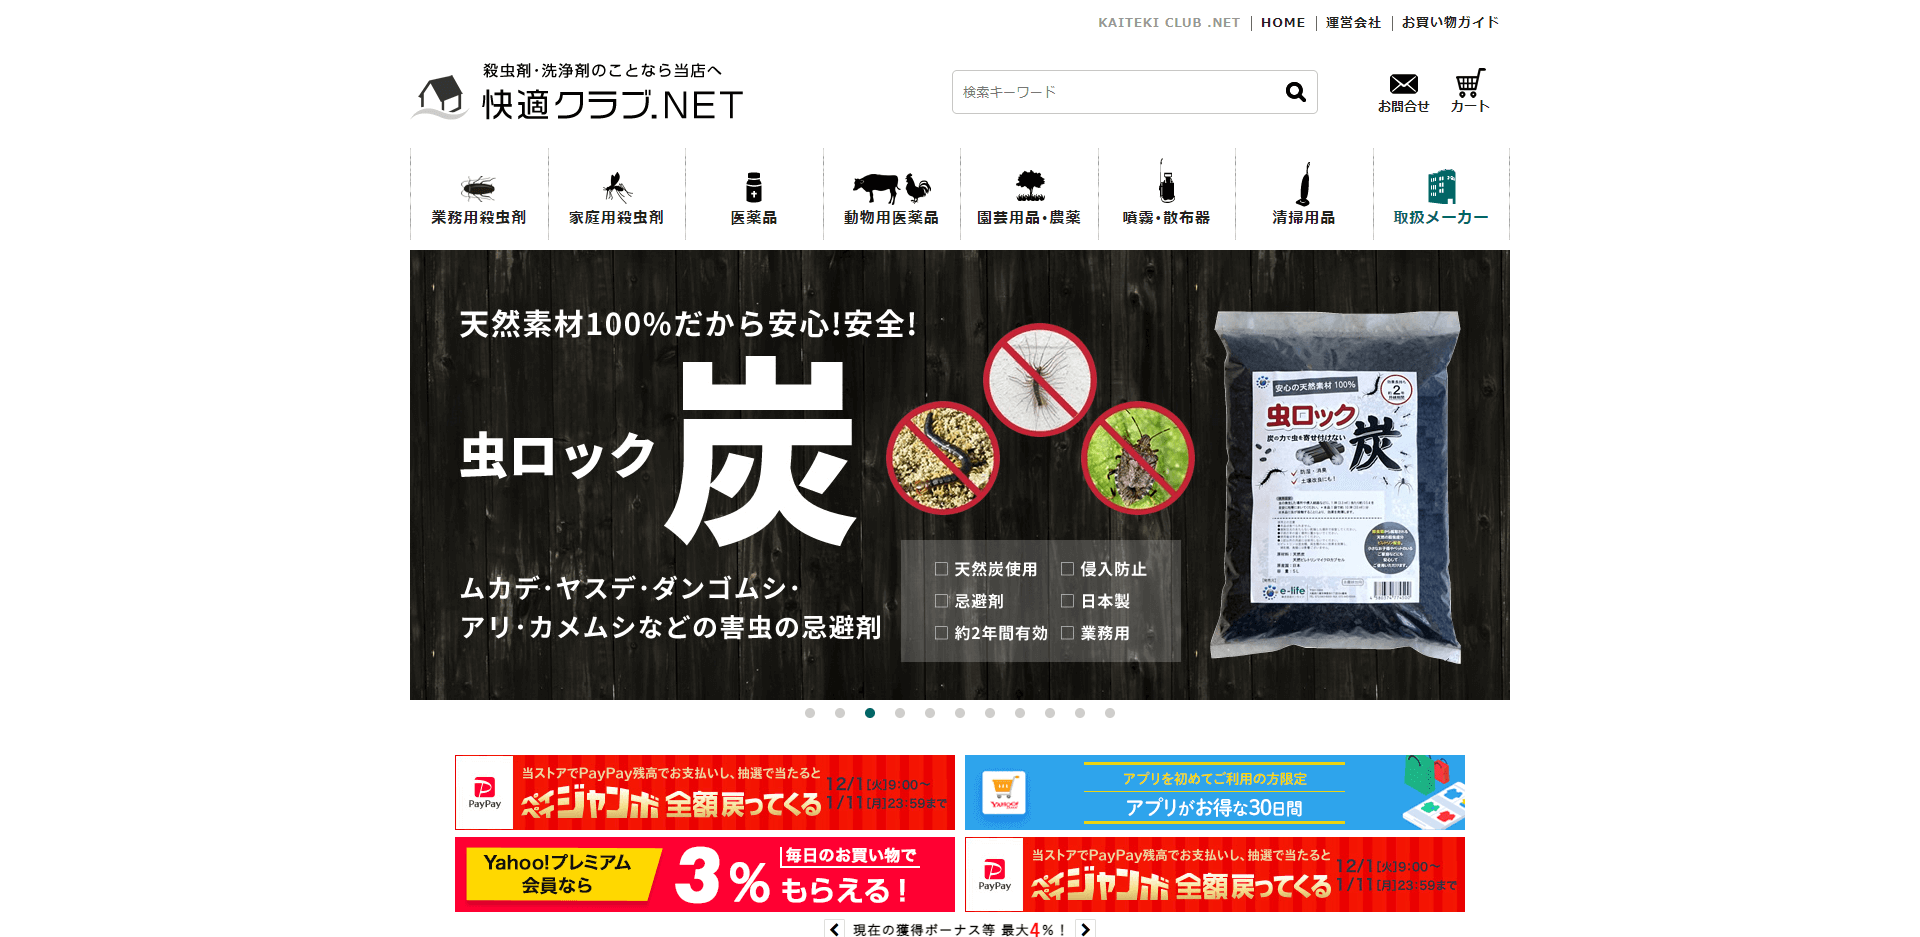 KAITEKI CLUB .NET
HOME
運営会社
お買い物ガイド
殺虫剤・洗浄剤のことなら当店へ
快適クラブ.NET
検索キーワード
お問合せ
カート
業務用殺虫剤
家庭用殺虫剤
医薬品
動物用医薬品
園芸用品・農薬
噴霧・散布器
清掃用品
取扱メーカー
天然素材100%だから安心!安全!
虫ロック 炭
ムカデ・ヤスデ・ダンゴムシ・
アリ・カメムシなどの害虫の忌避剤
□ 天然炭使用 □ 侵入防止
□ 忌避剤 □ 日本製
□ 約2年間有効 □ 業務用
安心の天然素材 100%
虫ロック
炭の力で虫を寄せ付けない
炭
防湿・消臭
土壌改良にも!
e-life
PayPay
当ストアでPayPay残高でお支払いし、抽選で当たると
ペイペイジャンボ 全額戻ってくる
12/1[火]9:00~
1/11[月]23:59まで
YAHOO!
アプリを初めてご利用の方限定
アプリがお得な30日間
Yahoo!プレミアム
会員なら
3%
毎日のお買い物で
もらえる!
PayPay
当ストアでPayPay残高でお支払いし、抽選で当たると
ペイペイジャンボ 全額戻ってくる
12/1[火]9:00~
1/11[月]23:59まで
現在の獲得ボーナス等 最大4%!